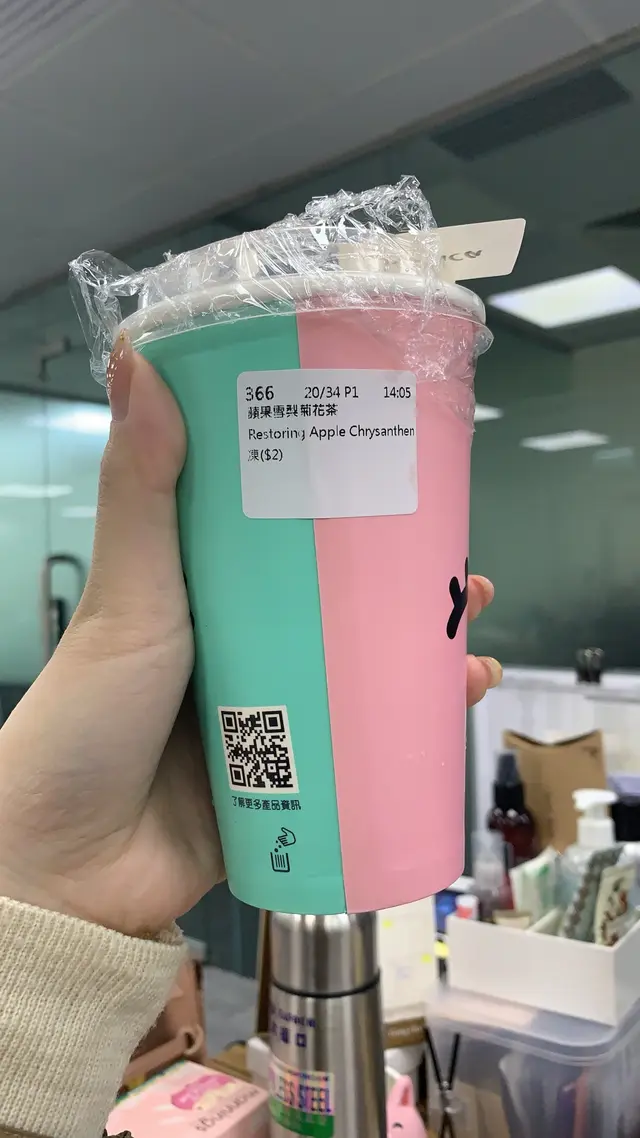 366 20/34 P1 14:05
蘋果雪梨菊花茶
Restoring Apple Chrysanthem
凍($2)
了解更多產品資訊